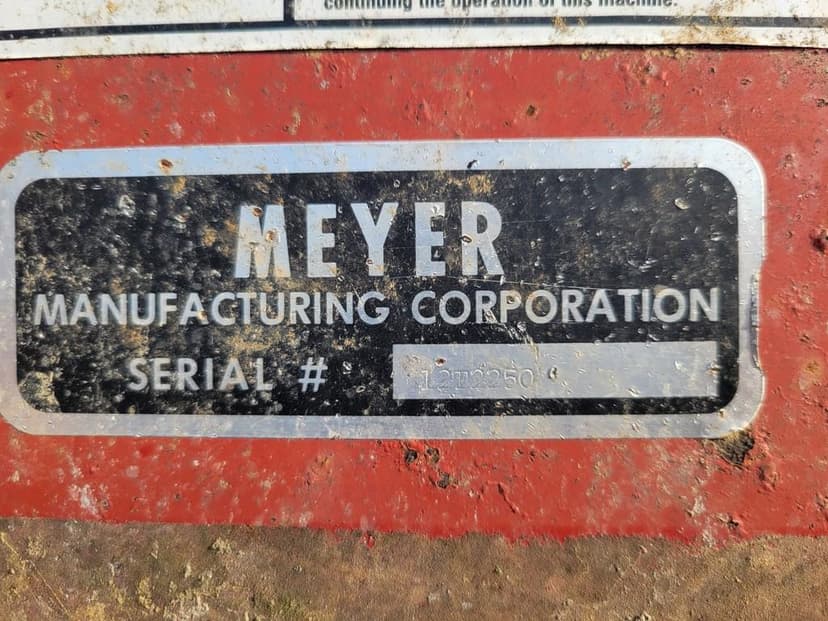 continuing the operation of this machine.
MEYER
MANUFACTURING CORPORATION
SERIAL # 12T2250